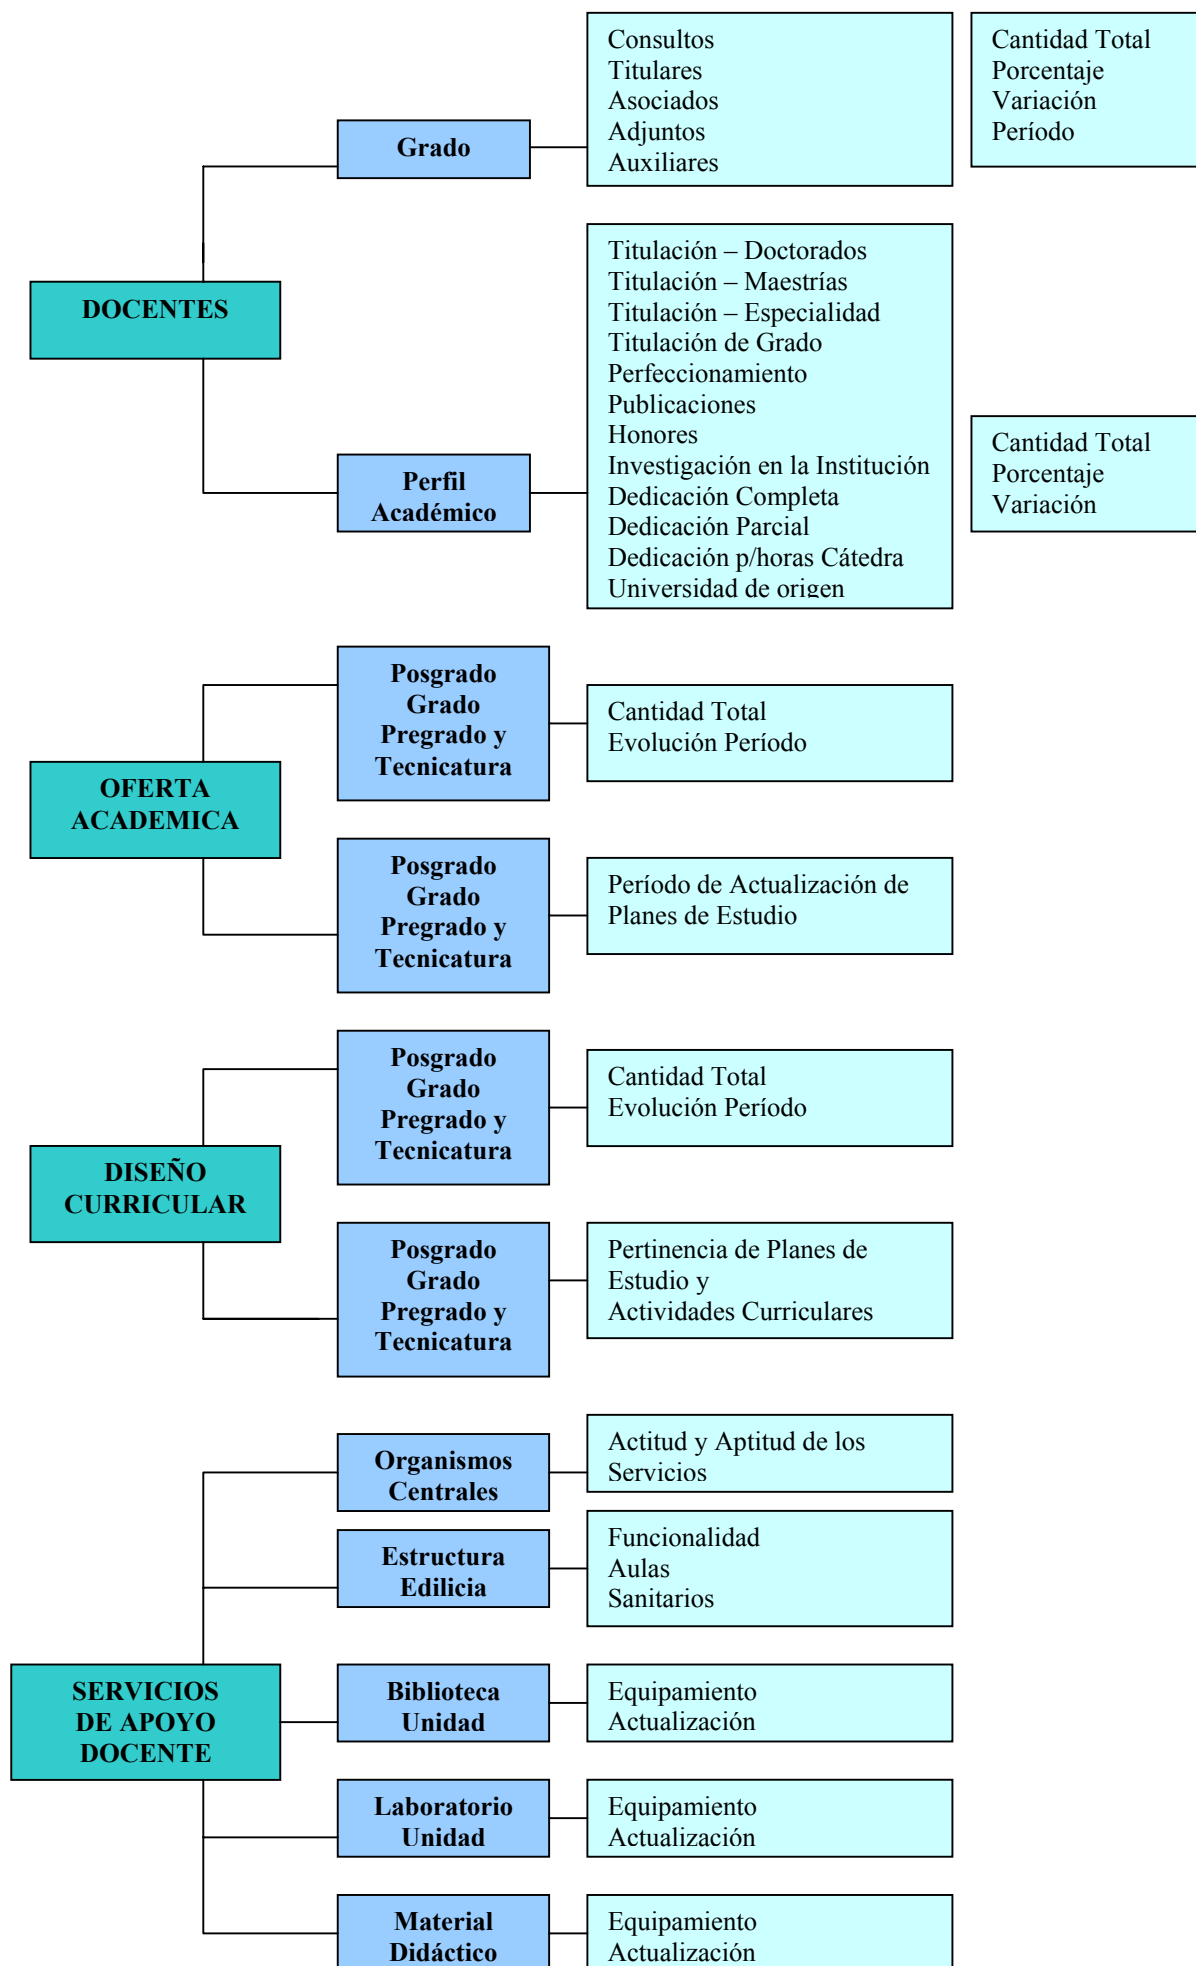 Consultos
Titulares
Asociados
Adjuntos
Auxiliares
Cantidad Total
Porcentaje
Variación
Período
Grado
DOCENTES
Titulación – Doctorados
Titulación – Maestrías
Titulación – Especialidad
Titulación de Grado
Perfeccionamiento
Publicaciones
Honores
Investigación en la Institución
Dedicación Completa
Dedicación Parcial
Dedicación p/horas Cátedra
Universidad de origen
Cantidad Total
Porcentaje
Variación
Perfil
Académico
Posgrado
Grado
Pregrado y
Tecnicatura
Cantidad Total
Evolución Período
OFERTA
ACADEMICA
Posgrado
Grado
Pregrado y
Tecnicatura
Período de Actualización de
Planes de Estudio
Posgrado
Grado
Pregrado y
Tecnicatura
Cantidad Total
Evolución Período
DISEÑO
CURRICULAR
Posgrado
Grado
Pregrado y
Tecnicatura
Pertinencia de Planes de
Estudio y
Actividades Curriculares
Organismos
Centrales
Actitud y Aptitud de los
Servicios
Estructura
Edilicia
Funcionalidad
Aulas
Sanitarios
SERVICIOS
DE APOYO
DOCENTE
Biblioteca
Unidad
Equipamiento
Actualización
Laboratorio
Unidad
Equipamiento
Actualización
Material
Didáctico
Equipamiento
Actualización